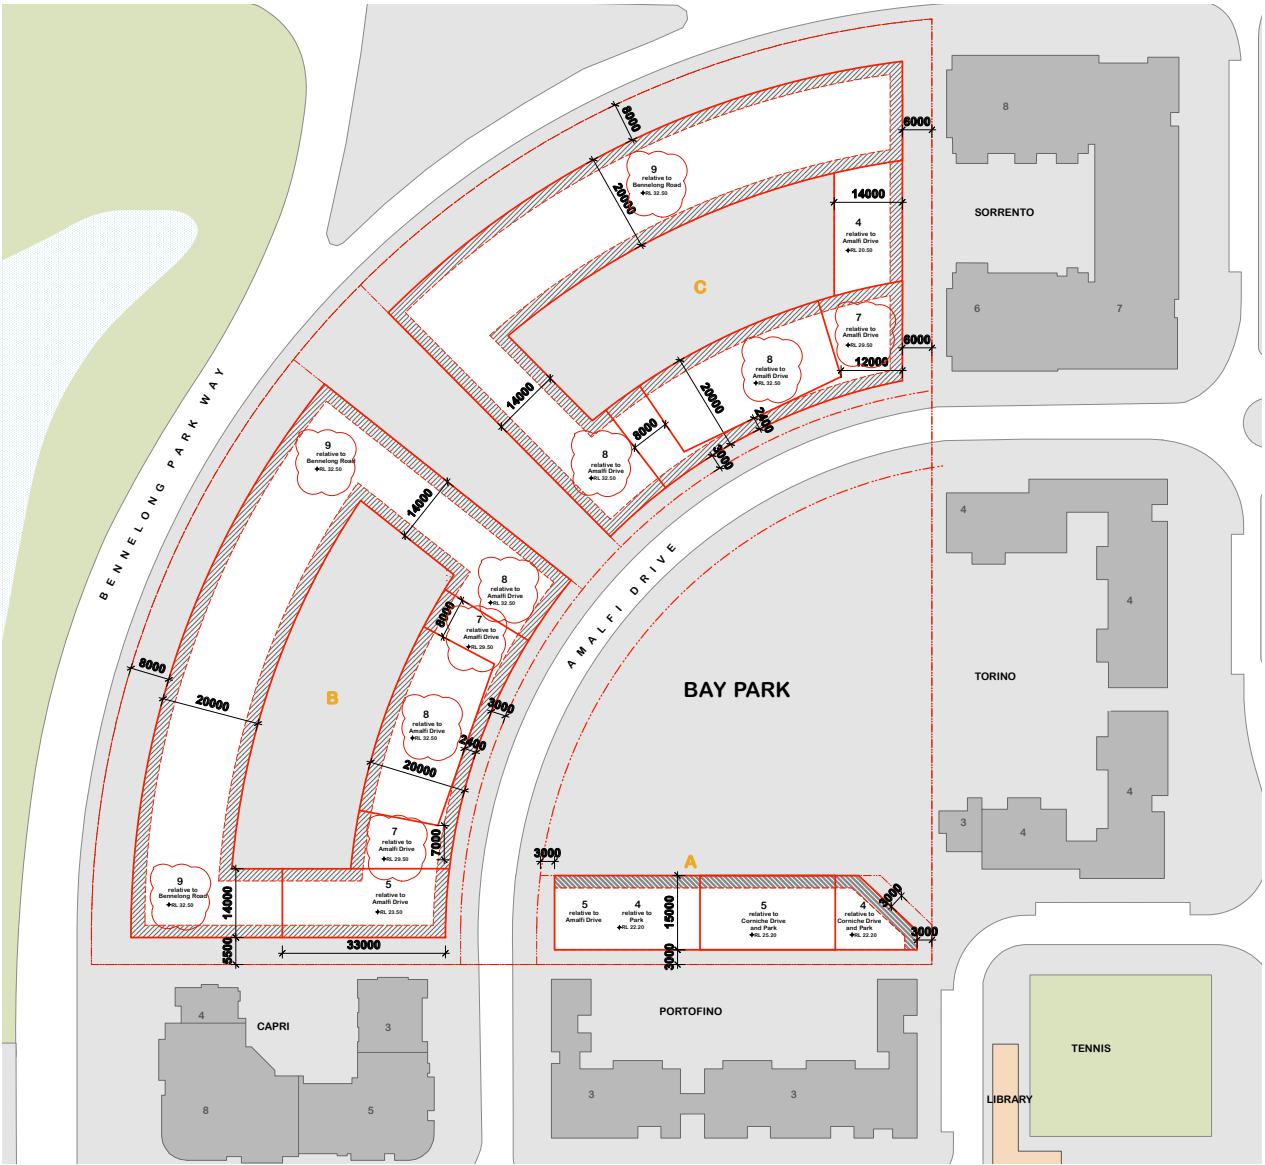 8000
6000
8
9
relative to
Bennelong Road
RL 32.50
20000
14000
SORRENTO
4
relative to
Amalfi Drive
RL 20.50
C
6
7
7
relative to
Amalfi Drive
RL 29.50
6000
12000
8
relative to
Amalfi Drive
RL 32.50
20000
14000
2400
8000
3000
8
relative to
Amalfi Drive
RL 32.50
BENNELONG PARK WAY
9
relative to
Bennelong Road
RL 32.50
14000
AMALFI DRIVE
8
relative to
Amalfi Drive
RL 32.50
8000
7
relative to
Amalfi Drive
RL 29.50
4
4
TORINO
BAY PARK
8000
20000
B
3000
8
relative to
Amalfi Drive
RL 32.50
2400
20000
4
3
4
7
relative to
Amalfi Drive
RL 29.50
7000
3000
A
9
relative to
Bennelong Road
RL 32.50
14000
5
relative to
Amalfi Drive
RL 23.50
5500
33000
5
relative to
Amalfi Drive
4
relative to
Park
RL 22.20
15000
5
relative to
Corniche Drive
and Park
RL 25.20
4
relative to
Corniche Drive
and Park
RL 22.20
3000
3000
3000
4
CAPRI
3
8
5
PORTOFINO
3
3
TENNIS
LIBRARY